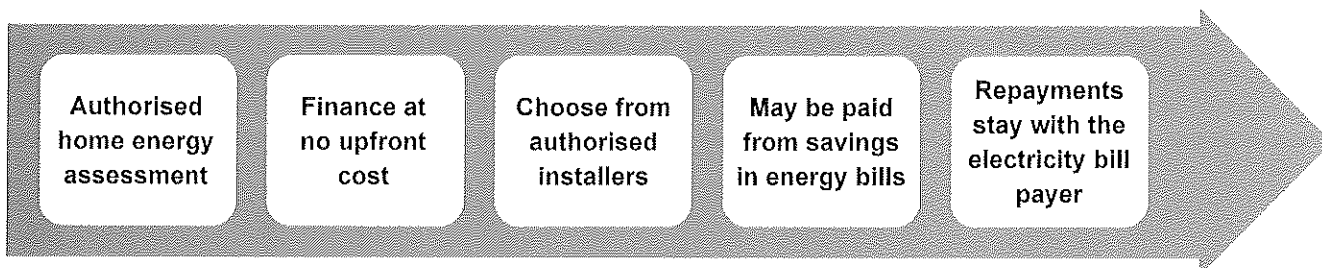 Authorised
home energy
assessment
Finance at
no upfront
cost
Choose from
authorised
installers
May be paid
from savings
in energy bills
Repayments
stay with the
electricity bill
payer